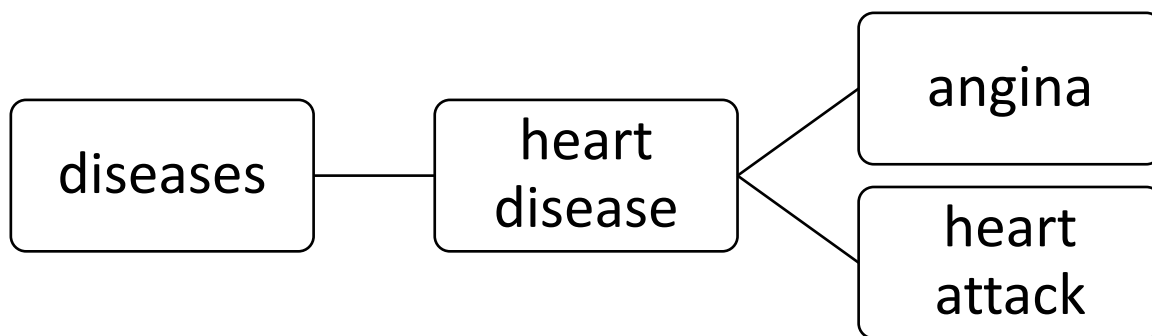 diseases
heart
disease
angina
heart
attack